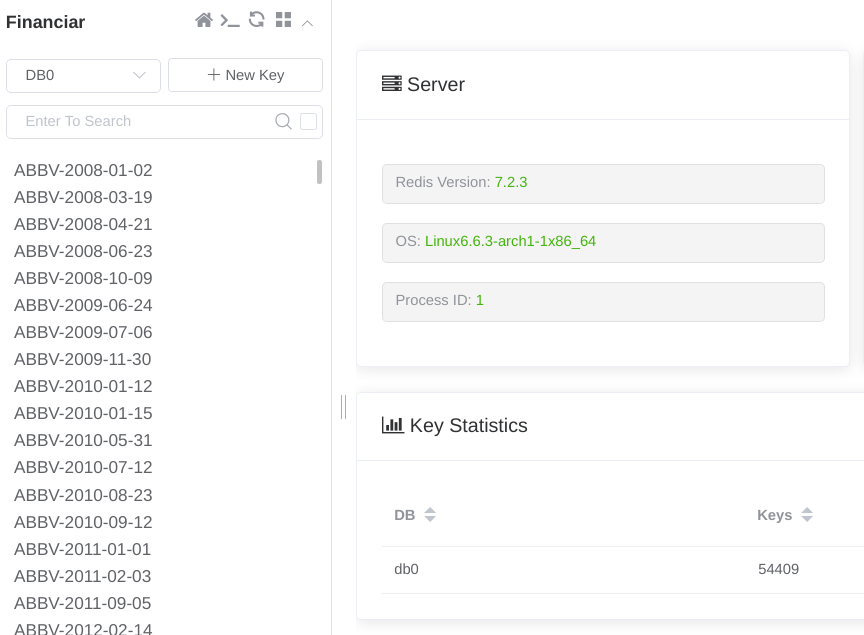 Financiar
DB0
New Key
Enter To Search
ABBV-2008-01-02
ABBV-2008-03-19
ABBV-2008-04-21
ABBV-2008-06-23
ABBV-2008-10-09
ABBV-2009-06-24
ABBV-2009-07-06
ABBV-2009-11-30
ABBV-2010-01-12
ABBV-2010-01-15
ABBV-2010-05-31
ABBV-2010-07-12
ABBV-2010-08-23
ABBV-2010-09-12
ABBV-2011-01-01
ABBV-2011-02-03
ABBV-2011-09-05
ABBV-2012-02-14
Server
Redis Version: 7.2.3
OS: Linux6.6.3-arch1-1x86_64
Process ID: 1
Key Statistics
DB Keys
db0 54409